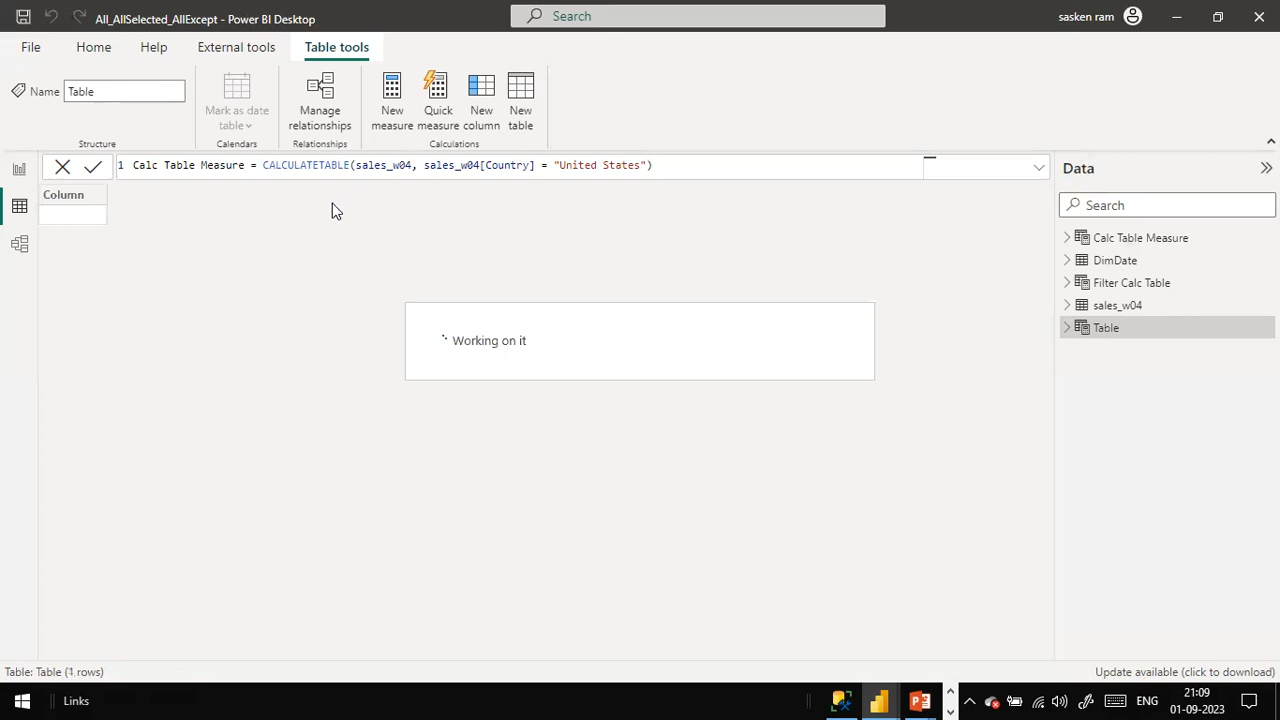 All_AllSelected_AllExcept - Power BI Desktop
Search
sasken ram
File
Home
Help
External tools
Table tools
Name
Table
Mark as date
table
Manage
relationships
New
measure
Quick
measure
New
column
New
table
Structure
Calendars
Relationships
Calculations
1 Calc Table Measure = CALCULATETABLE(sales_w04, sales_w04[Country] = "United States")
Column
Working on it
Data
Search
Calc Table Measure
DimDate
Filter Calc Table
sales_w04
Table
Table: Table (1 rows)
Update available (click to download)
Links
ENG
21:09
01-09-2023